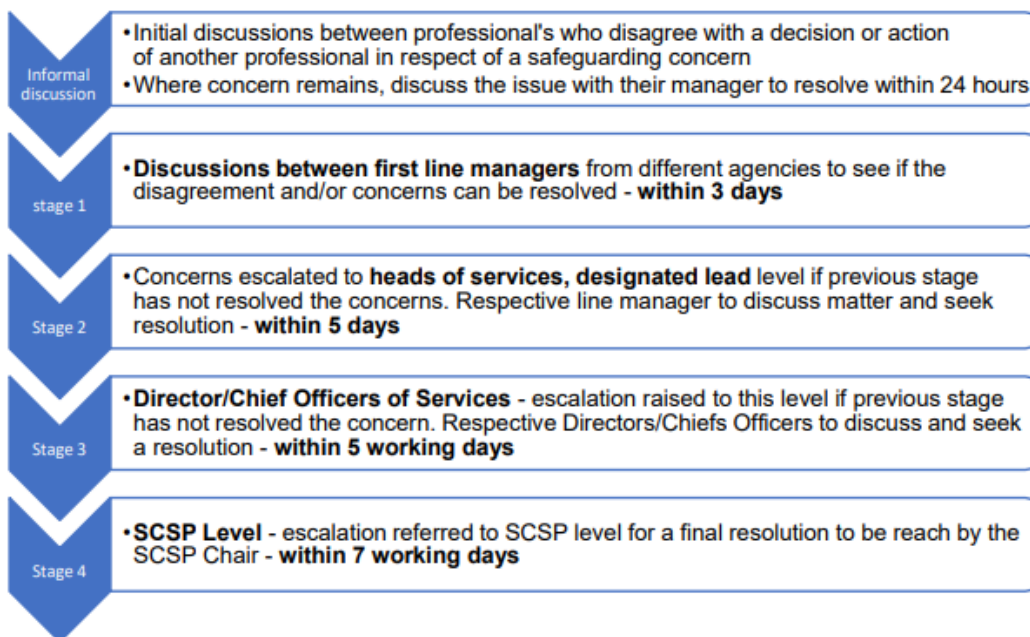 Informal
discussion
•Initial discussions between professional's who disagree with a decision or action
of another professional in respect of a safeguarding concern
•Where concern remains, discuss the issue with their manager to resolve within 24 hours
stage 1
•Discussions between first line managers from different agencies to see if the
disagreement and/or concerns can be resolved - within 3 days
Stage 2
•Concerns escalated to heads of services, designated lead level if previous stage
has not resolved the concerns. Respective line manager to discuss matter and seek
resolution - within 5 days
Stage 3
•Director/Chief Officers of Services - escalation raised to this level if previous stage
has not resolved the concern. Respective Directors/Chiefs Officers to discuss and seek
a resolution - within 5 working days
Stage 4
•SCSP Level - escalation referred to SCSP level for a final resolution to be reach by the
SCSP Chair - within 7 working days